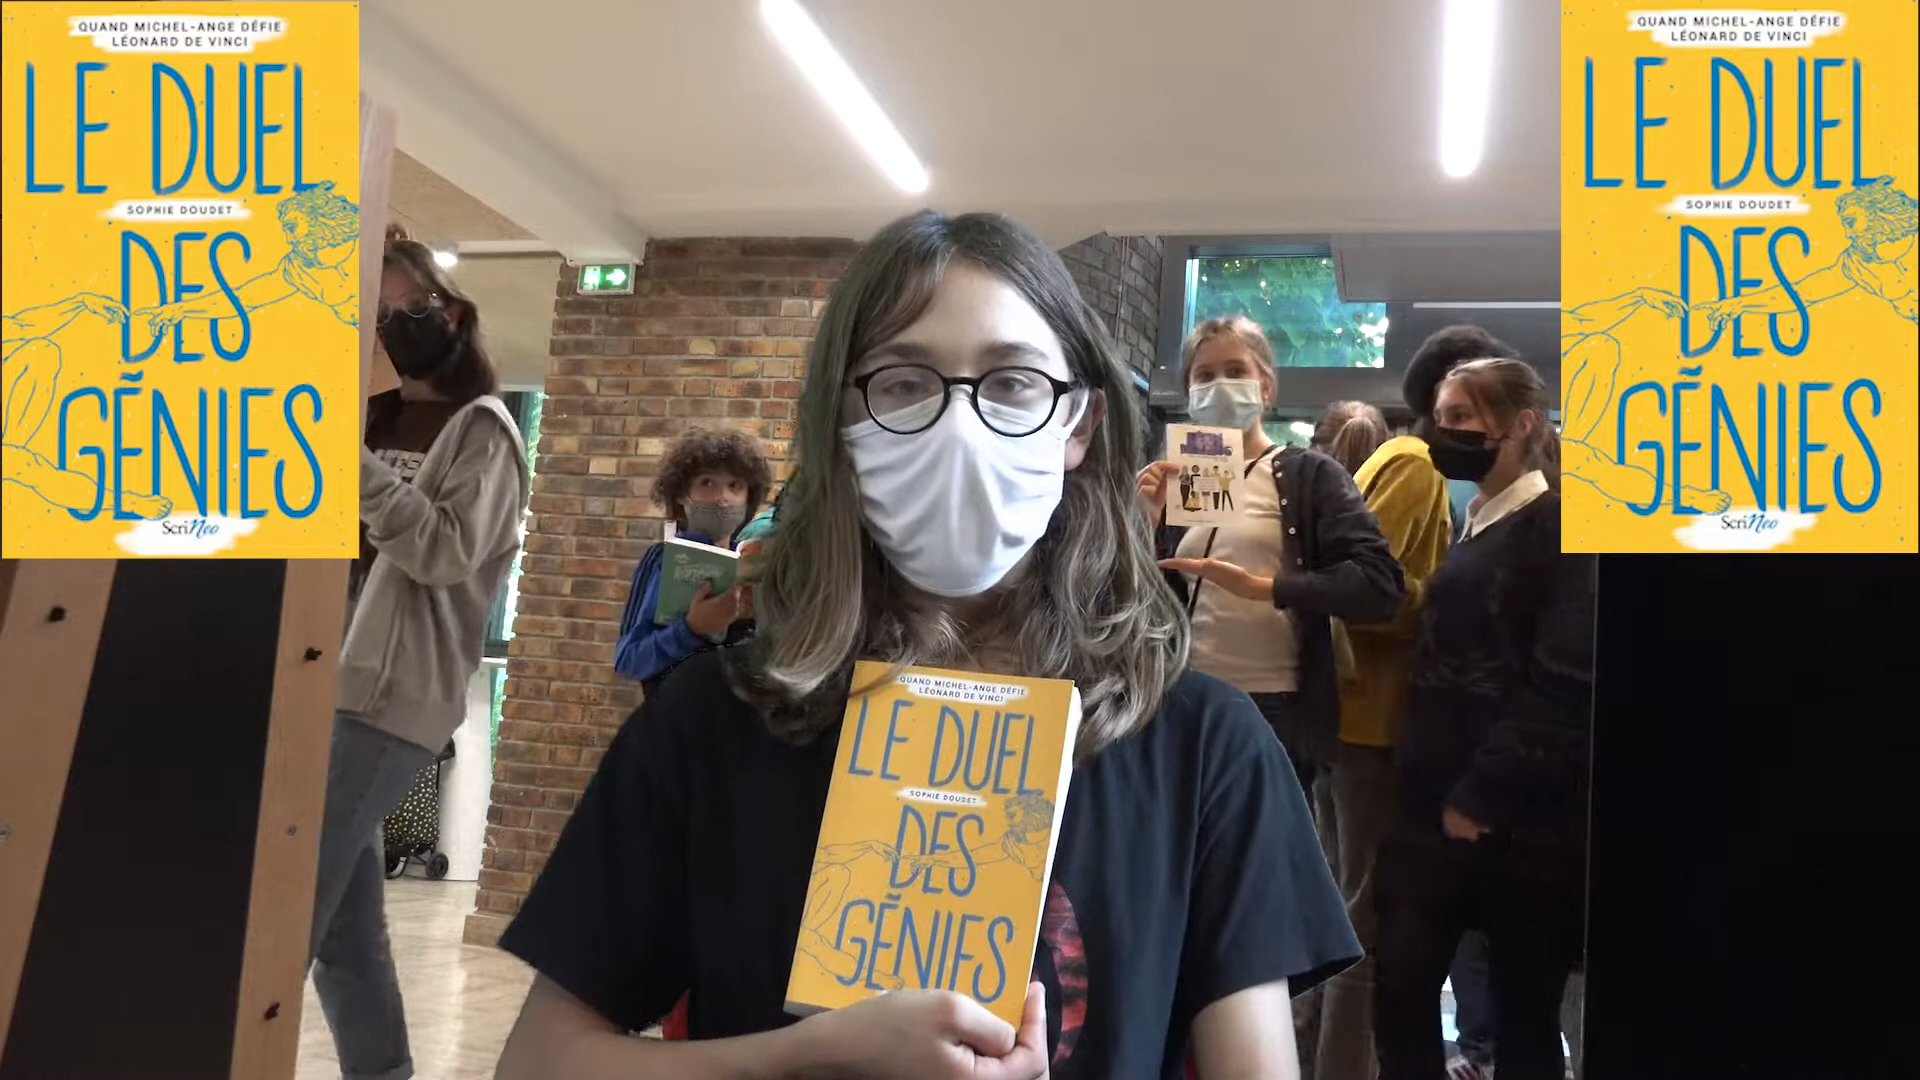 QUAND MICHEL-ANGE DÉFIE
LÉONARD DE VINCI
LE DUEL
SOPHIE DOUDET
DES
GÉNIES
ScriNeo
QUAND MICHEL-ANGE DÉFIE
LÉONARD DE VINCI
LE DUEL
SOPHIE DOUDET
DES
GÉNIES
QUAND MICHEL-ANGE DÉFIE
LÉONARD DE VINCI
LE DUEL
SOPHIE DOUDET
DES
GÉNIES
ScriNeo